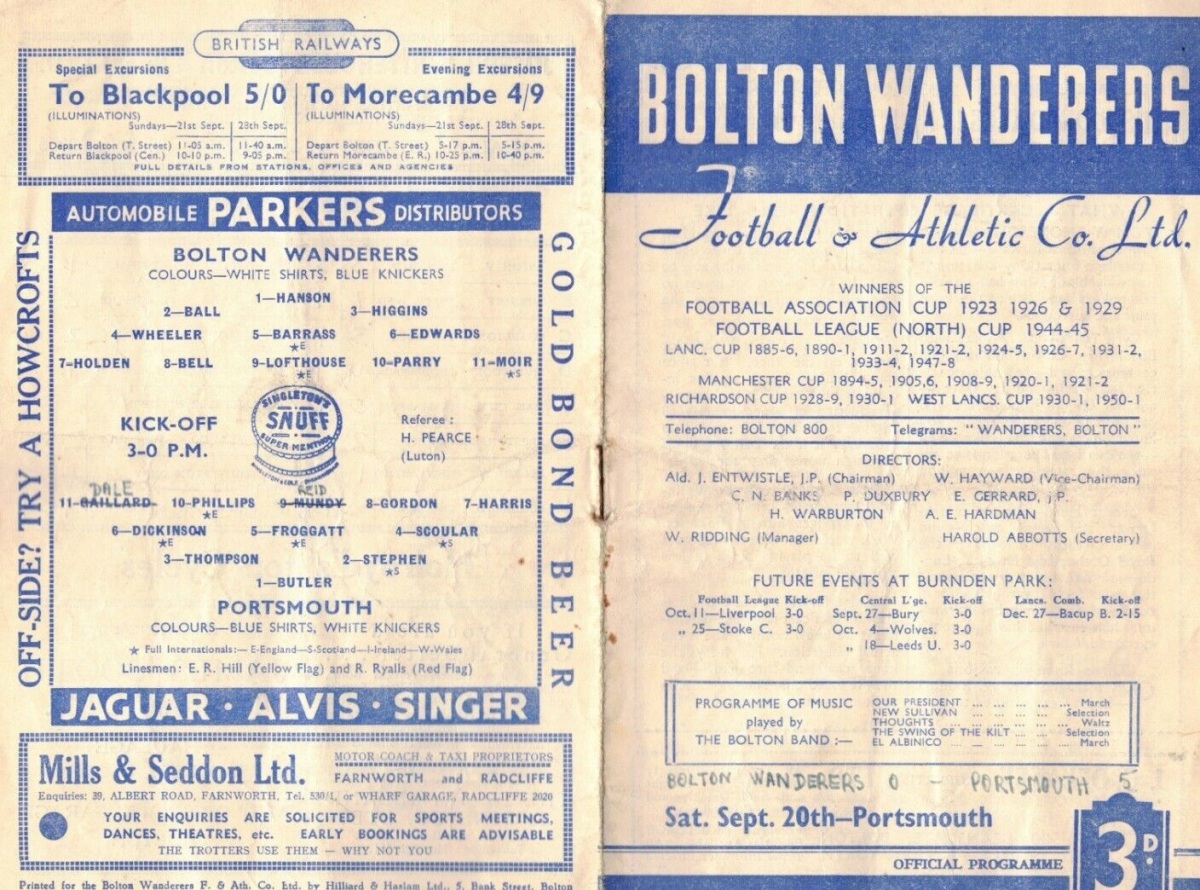 BRITISH RAILWAYS
Special Excursions
To Blackpool 5/0
(ILLUMINATIONS)
Sundays—21st Sept. 28th Sept.
Depart Bolton (T. Street) 11-05 a.m. 11-40 a.m.
Return Blackpool (Cen.) 10-10 p.m. 9-05 p.m.
Evening Excursions
To Morecambe 4/9
(ILLUMINATIONS)
Sundays—21st Sept. 28th Sept.
Depart Bolton (T. Street) 5-17 p.m. 5-15 p.m.
Return Morecambe (E. R.) 10-25 p.m. 10-40 p.m.
FULL DETAILS FROM STATIONS, OFFICES AND AGENCIES
AUTOMOBILE PARKERS DISTRIBUTORS
OFF-SIDE? TRY A HOWCROFTS
GOLD BOND BEER
BOLTON WANDERERS
COLOURS—WHITE SHIRTS, BLUE KNICKERS
1—HANSON
2—BALL 3—HIGGINS
4—WHEELER 5—BARRASS 6—EDWARDS
★E
7—HOLDEN 8—BELL 9—LOFTHOUSE 10—PARRY 11—MOIR
★E ★S
KICK-OFF
3-0 P.M.
SINGLETON'S
SNUFF
SUPER MENTHOL
Referee :
H. PEARCE
(Luton)
DALE REID
11—GAILLARD 10—PHILLIPS 9—MUNDY 8—GORDON 7—HARRIS
★E
6—DICKINSON 5—FROGGATT 4—SCOULAR
★E ★E ★S
3—THOMPSON 2—STEPHEN
★S
1—BUTLER
PORTSMOUTH
COLOURS—BLUE SHIRTS, WHITE KNICKERS
★ Full Internationals:— E-England—S-Scotland—I-Ireland—W-Wales
Linesmen: E. R. Hill (Yellow Flag) and R. Ryalls (Red Flag)
JAGUAR · ALVIS · SINGER
Mills & Seddon Ltd.
MOTOR COACH & TAXI PROPRIETORS
FARNWORTH and RADCLIFFE
Enquiries: 39, ALBERT ROAD, FARNWORTH, Tel. 530/1, or WHARF GARAGE, RADCLIFFE 2020
YOUR ENQUIRIES ARE SOLICITED FOR SPORTS MEETINGS,
DANCES, THEATRES, etc. EARLY BOOKINGS ARE ADVISABLE
THE TROTTERS USE THEM — WHY NOT YOU
Printed for the Bolton Wanderers F. & Ath. Co. Ltd. by Hilliard & Haslam Ltd., 5, Bank Street, Bolton
BOLTON WANDERERS
Football & Athletic Co. Ltd.
WINNERS OF THE
FOOTBALL ASSOCIATION CUP 1923 1926 & 1929
FOOTBALL LEAGUE (NORTH) CUP 1944-45
LANC. CUP 1885-6, 1890-1, 1911-2, 1921-2, 1924-5, 1926-7, 1931-2,
1933-4, 1947-8
MANCHESTER CUP 1894-5, 1905,6, 1908-9, 1920-1, 1921-2
RICHARDSON CUP 1928-9, 1930-1 WEST LANCS. CUP 1930-1, 1950-1
Telephone: BOLTON 800 Telegrams: "WANDERERS, BOLTON"
DIRECTORS:
Ald. J. ENTWISTLE, J.P. (Chairman) W. HAYWARD (Vice-Chairman)
C. N. BANKS P. DUXBURY E. GERRARD, J.P.
H. WARBURTON A. E. HARDMAN
W. RIDDING (Manager) HAROLD ABBOTTS (Secretary)
FUTURE EVENTS AT BURNDEN PARK:
Football League Kick-off Central L'ge. Kick-off Lancs. Comb. Kick-off
Oct. 11—Liverpool 3-0 Sept. 27—Bury 3-0 Dec. 27—Bacup B. 2-15
„ 25—Stoke C. 3-0 Oct. 4—Wolves. 3-0
„ 18—Leeds U. 3-0
PROGRAMME OF MUSIC
played by
THE BOLTON BAND :—
OUR PRESIDENT ... ... ... ... ... March
NEW SULLIVAN ... ... ... ... Selection
THOUGHTS ... ... ... ... ... Waltz
THE SWING OF THE KILT ... ... Selection
EL ALBINICO ... ... ... ... March
BOLTON WANDERERS 0 - PORTSMOUTH 5
Sat. Sept. 20th—Portsmouth
OFFICIAL PROGRAMME
3D.